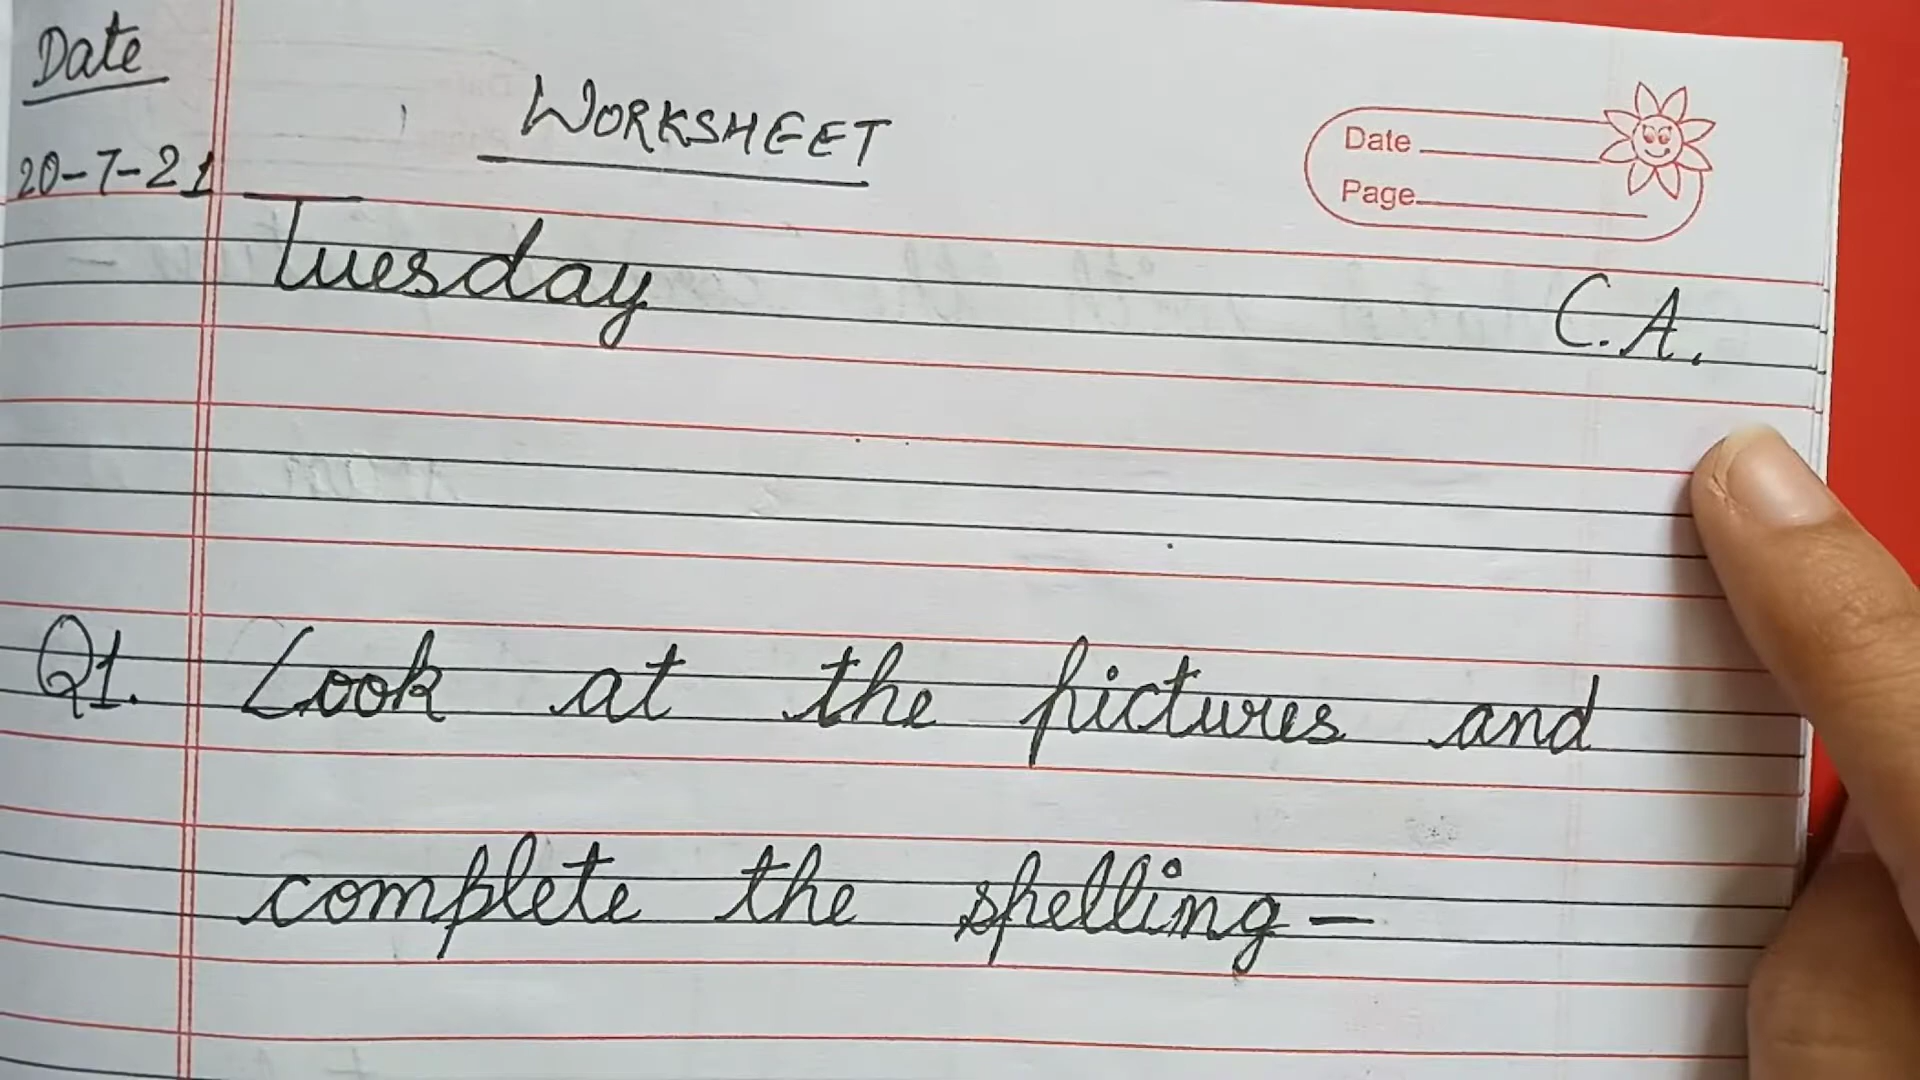 Date
WORKSHEET
20-7-21
Date
Page
Tuesday
C.A.
Q1. Look at the pictures and
complete the spelling-